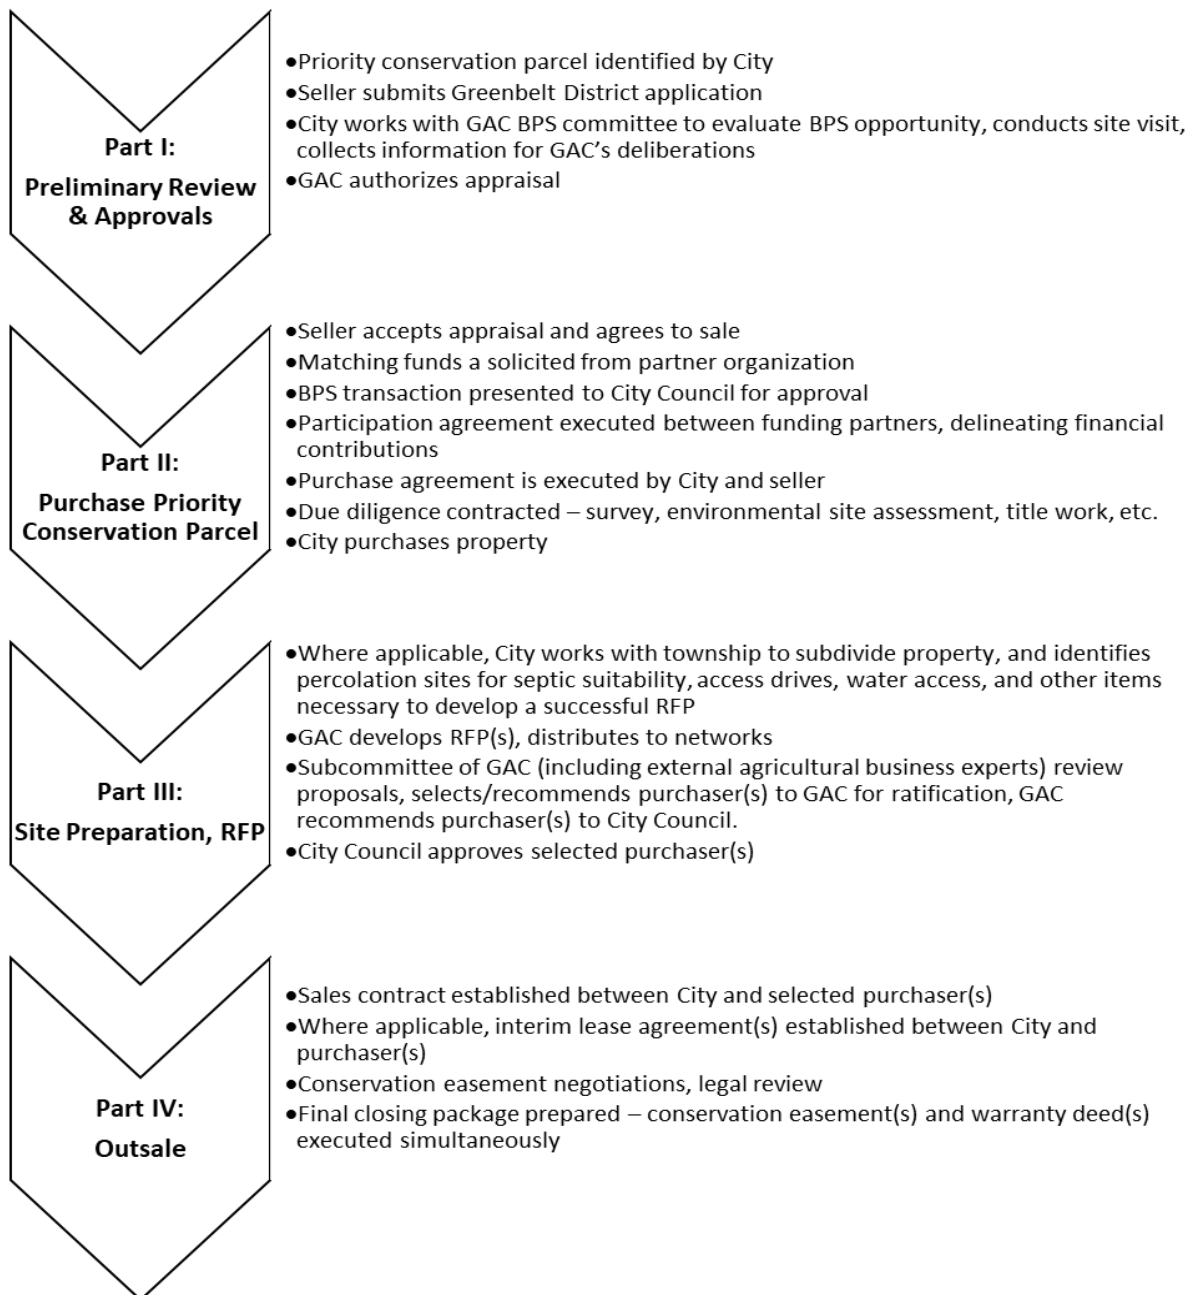 Part I:
Preliminary Review
& Approvals
•Priority conservation parcel identified by City
•Seller submits Greenbelt District application
•City works with GAC BPS committee to evaluate BPS opportunity, conducts site visit,
collects information for GAC's deliberations
•GAC authorizes appraisal
Part II:
Purchase Priority
Conservation Parcel
•Seller accepts appraisal and agrees to sale
•Matching funds a solicited from partner organization
•BPS transaction presented to City Council for approval
•Participation agreement executed between funding partners, delineating financial
contributions
•Purchase agreement is executed by City and seller
•Due diligence contracted – survey, environmental site assessment, title work, etc.
•City purchases property
Part III:
Site Preparation, RFP
•Where applicable, City works with township to subdivide property, and identifies
percolation sites for septic suitability, access drives, water access, and other items
necessary to develop a successful RFP
•GAC develops RFP(s), distributes to networks
•Subcommittee of GAC (including external agricultural business experts) review
proposals, selects/recommends purchaser(s) to GAC for ratification, GAC
recommends purchaser(s) to City Council.
•City Council approves selected purchaser(s)
Part IV:
Outsale
•Sales contract established between City and selected purchaser(s)
•Where applicable, interim lease agreement(s) established between City and
purchaser(s)
•Conservation easement negotiations, legal review
•Final closing package prepared – conservation easement(s) and warranty deed(s)
executed simultaneously